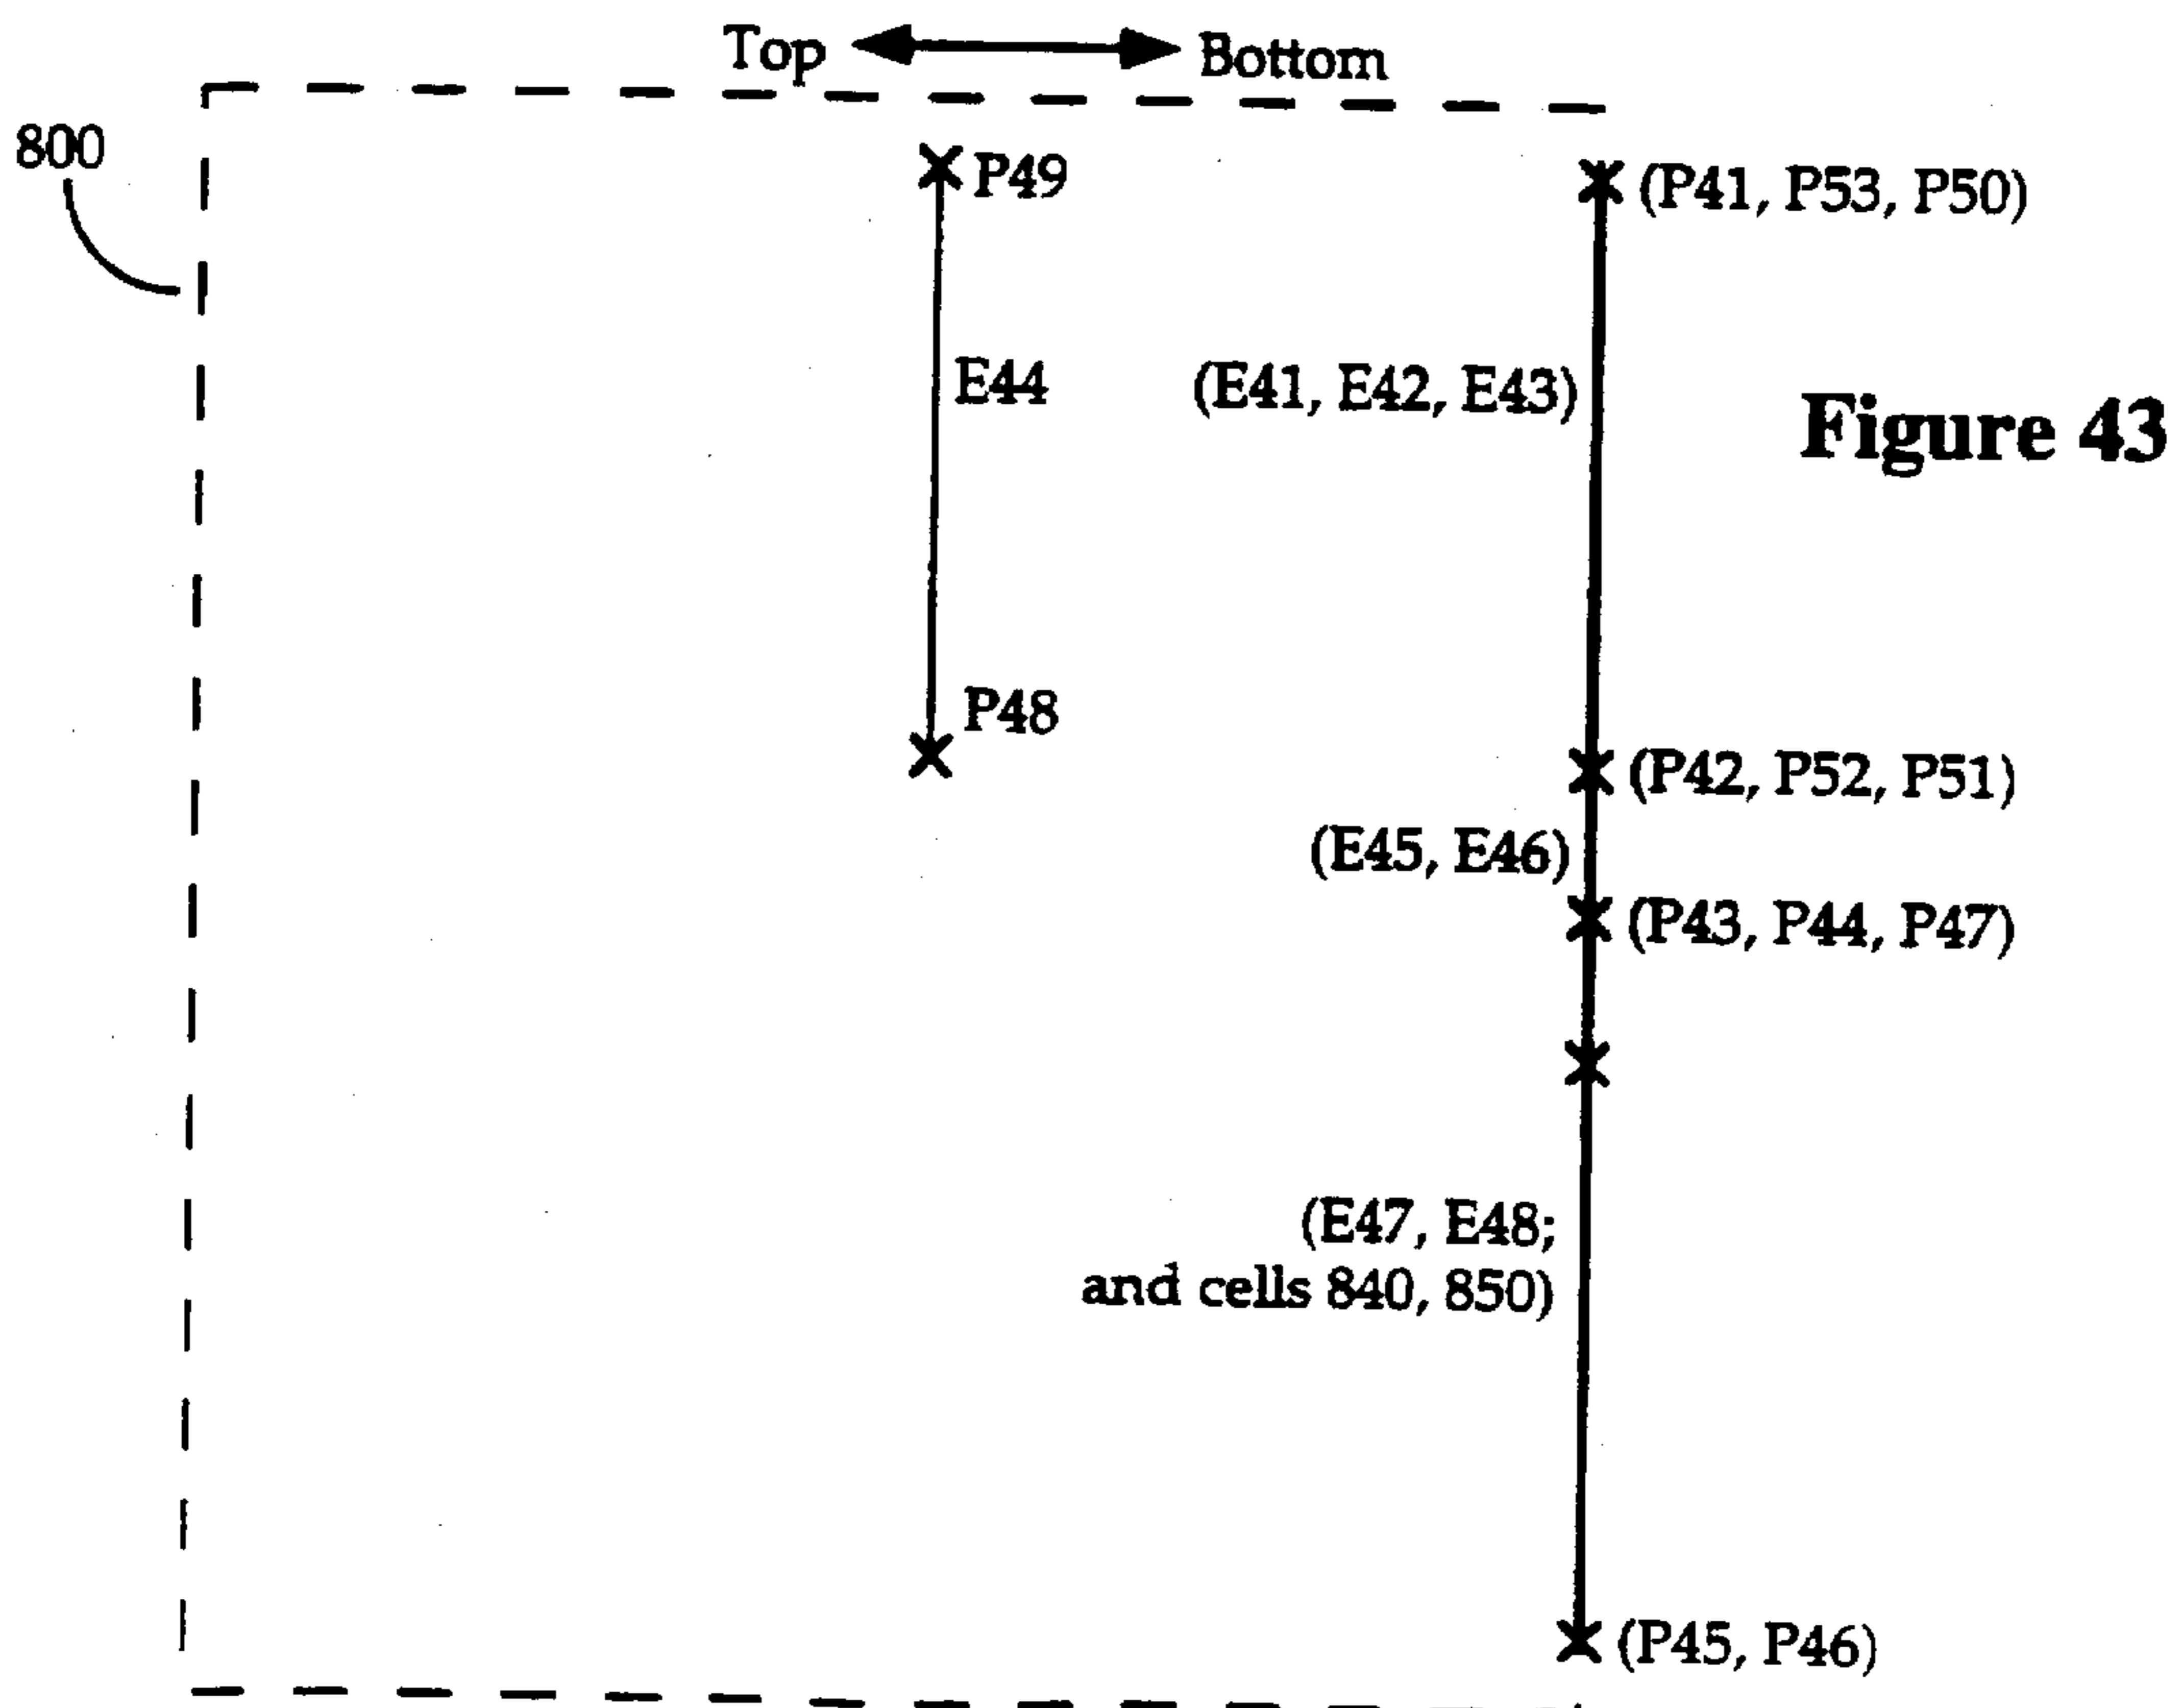 Top Bottom
800
P49
(P41, P53, P50)
E44
(E41, E42, E43)
Figure 43
P48
(P42, P52, P51)
(E45, E46)
(P43, P44, P47)
(E47, E48;
and cells 840, 850)
(P45, P46)